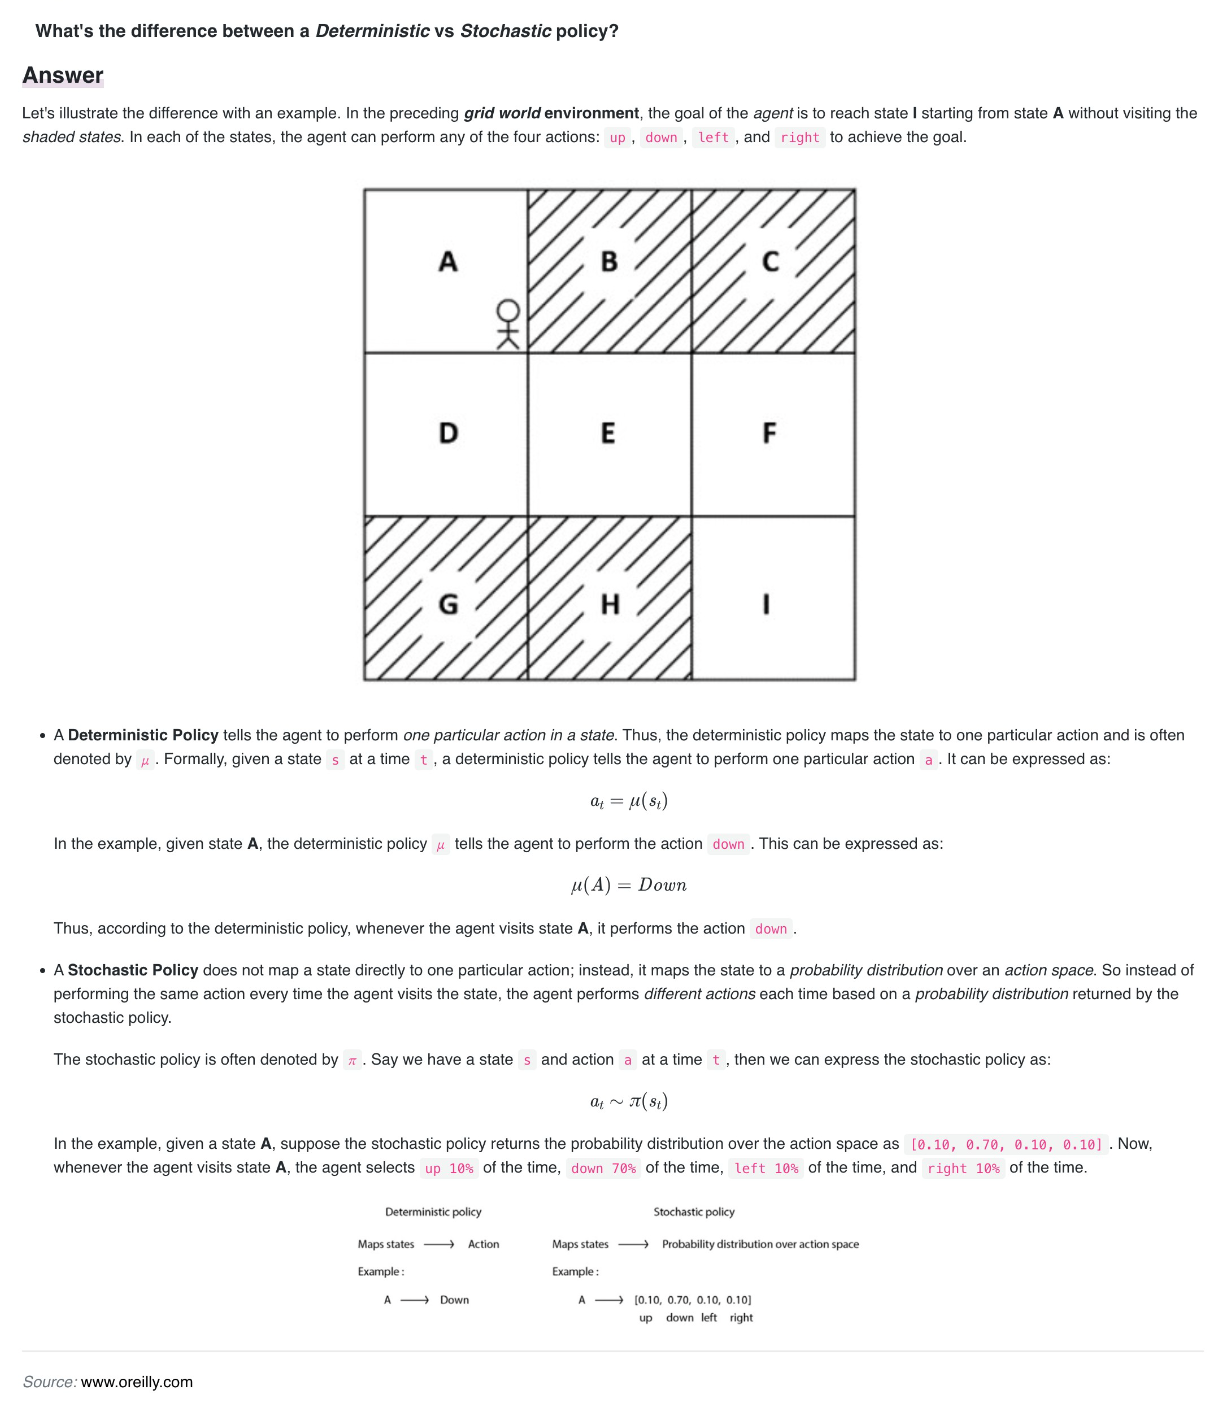 What's the difference between a Deterministic vs Stochastic policy?
Answer
Let's illustrate the difference with an example. In the preceding grid world environment, the goal of the agent is to reach state I starting from state A without visiting the
shaded states. In each of the states, the agent can perform any of the four actions: up , down , left , and right to achieve the goal.
A B C
D E F
G H I
• A Deterministic Policy tells the agent to perform one particular action in a state. Thus, the deterministic policy maps the state to one particular action and is often
denoted by μ . Formally, given a state s at a time t , a deterministic policy tells the agent to perform one particular action a . It can be expressed as:
a_t = μ(s_t)
In the example, given state A, the deterministic policy μ tells the agent to perform the action down . This can be expressed as:
μ(A) = Down
Thus, according to the deterministic policy, whenever the agent visits state A, it performs the action down .
• A Stochastic Policy does not map a state directly to one particular action; instead, it maps the state to a probability distribution over an action space. So instead of
performing the same action every time the agent visits the state, the agent performs different actions each time based on a probability distribution returned by the
stochastic policy.
The stochastic policy is often denoted by π . Say we have a state s and action a at a time t , then we can express the stochastic policy as:
a_t ∼ π(s_t)
In the example, given a state A, suppose the stochastic policy returns the probability distribution over the action space as [0.10, 0.70, 0.10, 0.10] . Now,
whenever the agent visits state A, the agent selects up 10% of the time, down 70% of the time, left 10% of the time, and right 10% of the time.
Deterministic policy Stochastic policy
Maps states ⟶ Action Maps states ⟶ Probability distribution over action space
Example : Example :
A ⟶ Down A ⟶ [0.10, 0.70, 0.10, 0.10]
up down left right
Source: www.oreilly.com